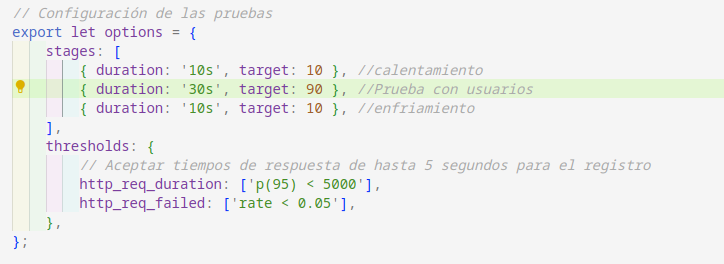 // Configuración de las pruebas
export let options = {
    stages: [
        { duration: '10s', target: 10 }, //calentamiento
        { duration: '30s', target: 90 }, //Prueba con usuarios
        { duration: '10s', target: 10 }, //enfriamiento
    ],
    thresholds: {
        // Aceptar tiempos de respuesta de hasta 5 segundos para el registro
        http_req_duration: ['p(95) < 5000'],
        http_req_failed: ['rate < 0.05'],
    },
};